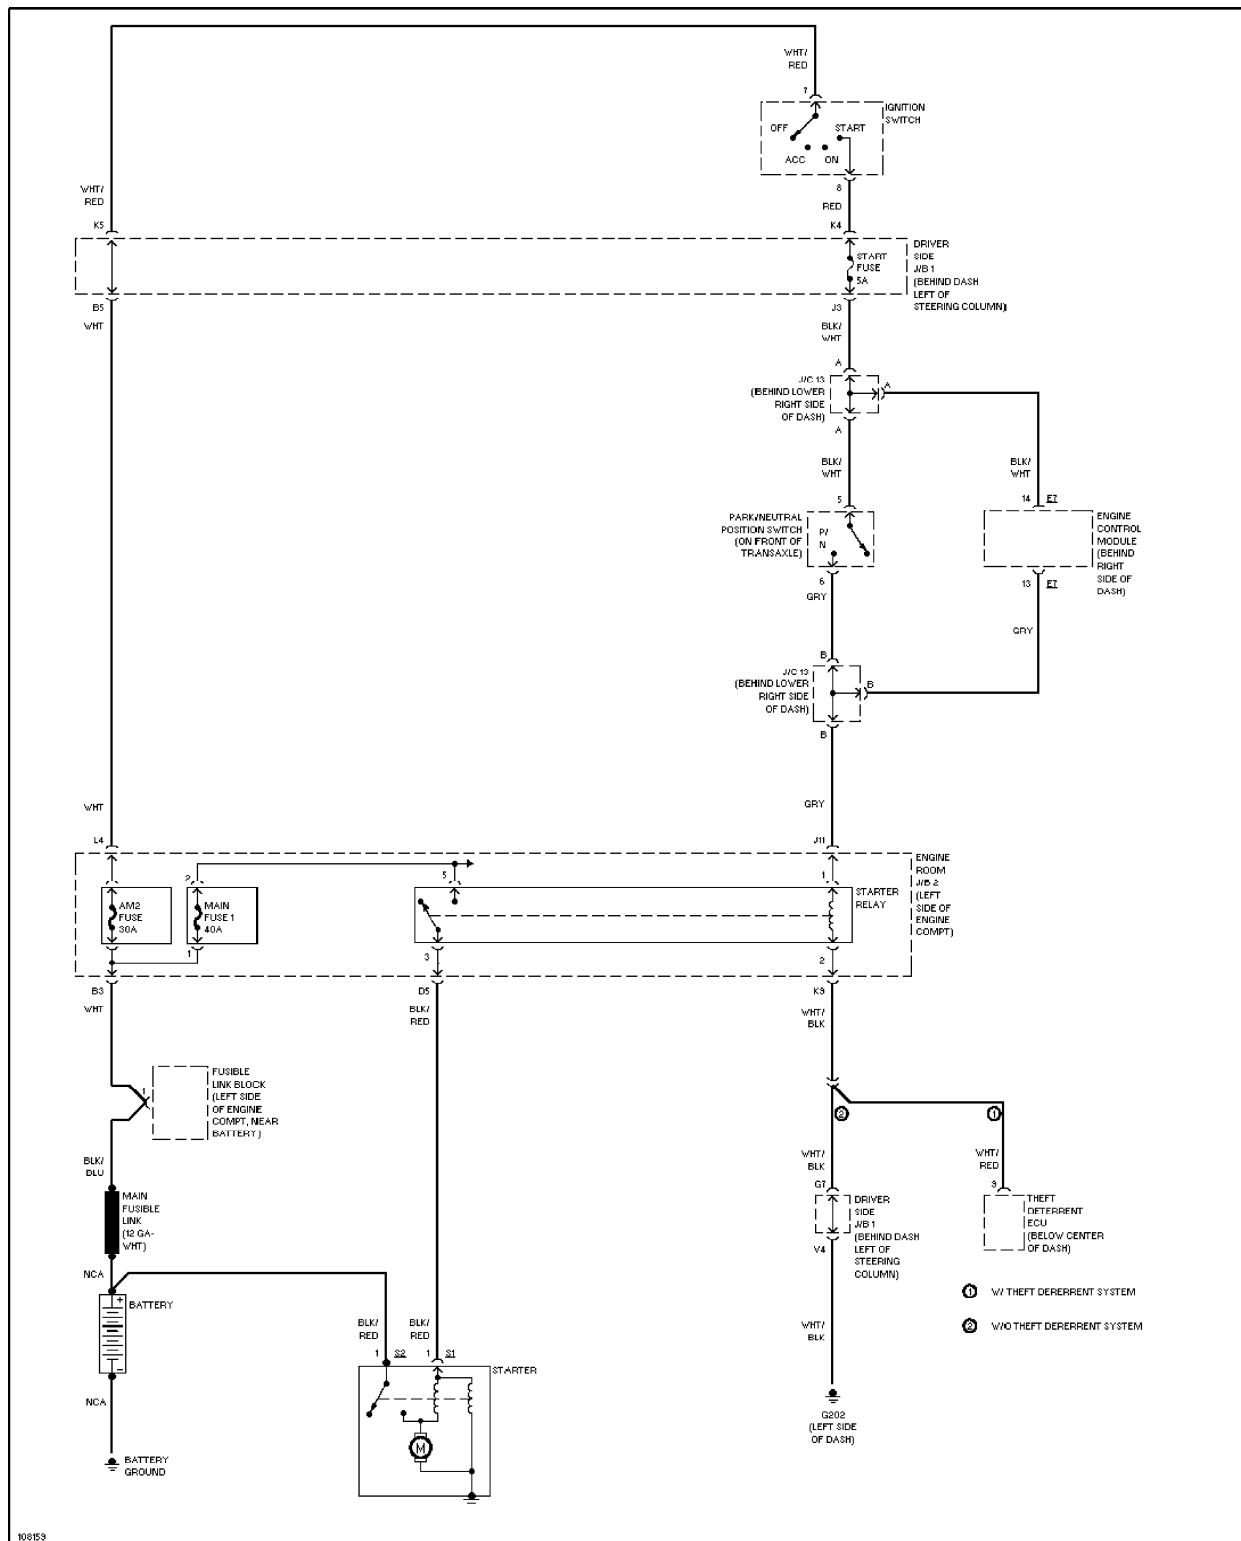 WHT/
RED
7
IGNITION
SWITCH
OFF
START
ACC
ON
8
RED
WHT/
RED
K5
K4
START
FUSE
5A
DRIVER
SIDE
J/B 1
(BEHIND DASH
LEFT OF
STEERING COLUMN)
B5
WHT
J3
BLK/
WHT
A
J/C 13
(BEHIND LOWER
RIGHT SIDE
OF DASH)
A
A
BLK/
WHT
BLK/
WHT
5
14
E7
PARK/NEUTRAL
POSITION SWITCH
(ON FRONT OF
TRANSAXLE)
P/
N
ENGINE
CONTROL
MODULE
(BEHIND
RIGHT
SIDE OF
DASH)
6
GRY
13
E7
GRY
B
J/C 13
(BEHIND LOWER
RIGHT SIDE
OF DASH)
B
B
WHT
GRY
L4
J11
2
5
1
AM2
FUSE
30A
MAIN
FUSE 1
40A
STARTER
RELAY
ENGINE
ROOM
J/B 2
(LEFT
SIDE OF
ENGINE
COMPT)
1
3
2
B3
WHT
D5
BLK/
RED
K9
WHT/
BLK
1
FUSIBLE
LINK BLOCK
(LEFT SIDE
OF ENGINE
COMPT, NEAR
BATTERY)
2
1
BLK/
BLU
WHT/
BLK
WHT/
RED
G7
9
MAIN
FUSIBLE
LINK
(12 GA-
WHT)
DRIVER
SIDE
J/B 1
(BEHIND DASH
LEFT OF
STEERING
COLUMN)
THEFT
DETERRENT
ECU
(BELOW CENTER
OF DASH)
V4
NCA
+
BATTERY
-
1 W/ THEFT DERERRENT SYSTEM
2 W/O THEFT DERERRENT SYSTEM
BLK/
RED
BLK/
RED
WHT/
BLK
1 S2
1 S1
STARTER
NCA
M
G202
(LEFT SIDE
OF DASH)
BATTERY
GROUND
108159